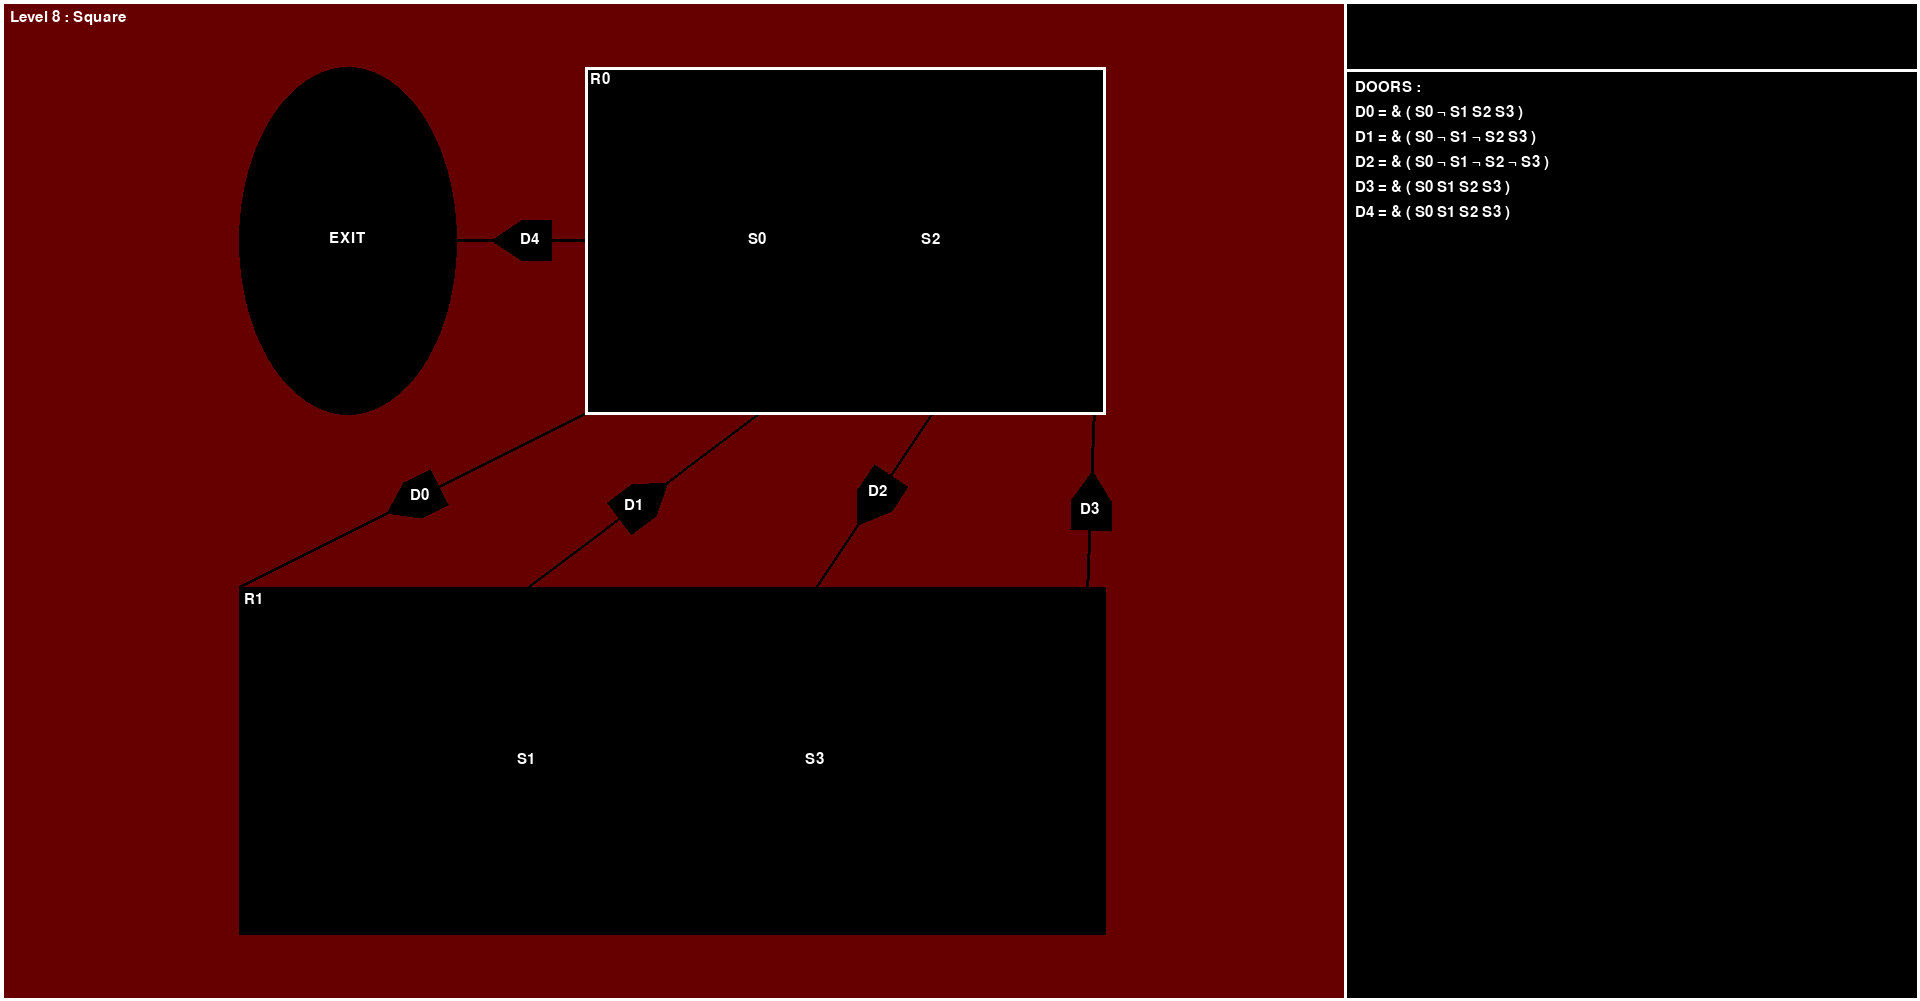 Level 8 : Square
R0
EXIT
D4
S0
S2
D0
D1
D2
D3
R1
S1
S3
DOORS :
D0 = & ( S0 ¬ S1 S2 S3 )
D1 = & ( S0 ¬ S1 ¬ S2 S3 )
D2 = & ( S0 ¬ S1 ¬ S2 ¬ S3 )
D3 = & ( S0 S1 S2 S3 )
D4 = & ( S0 S1 S2 S3 )